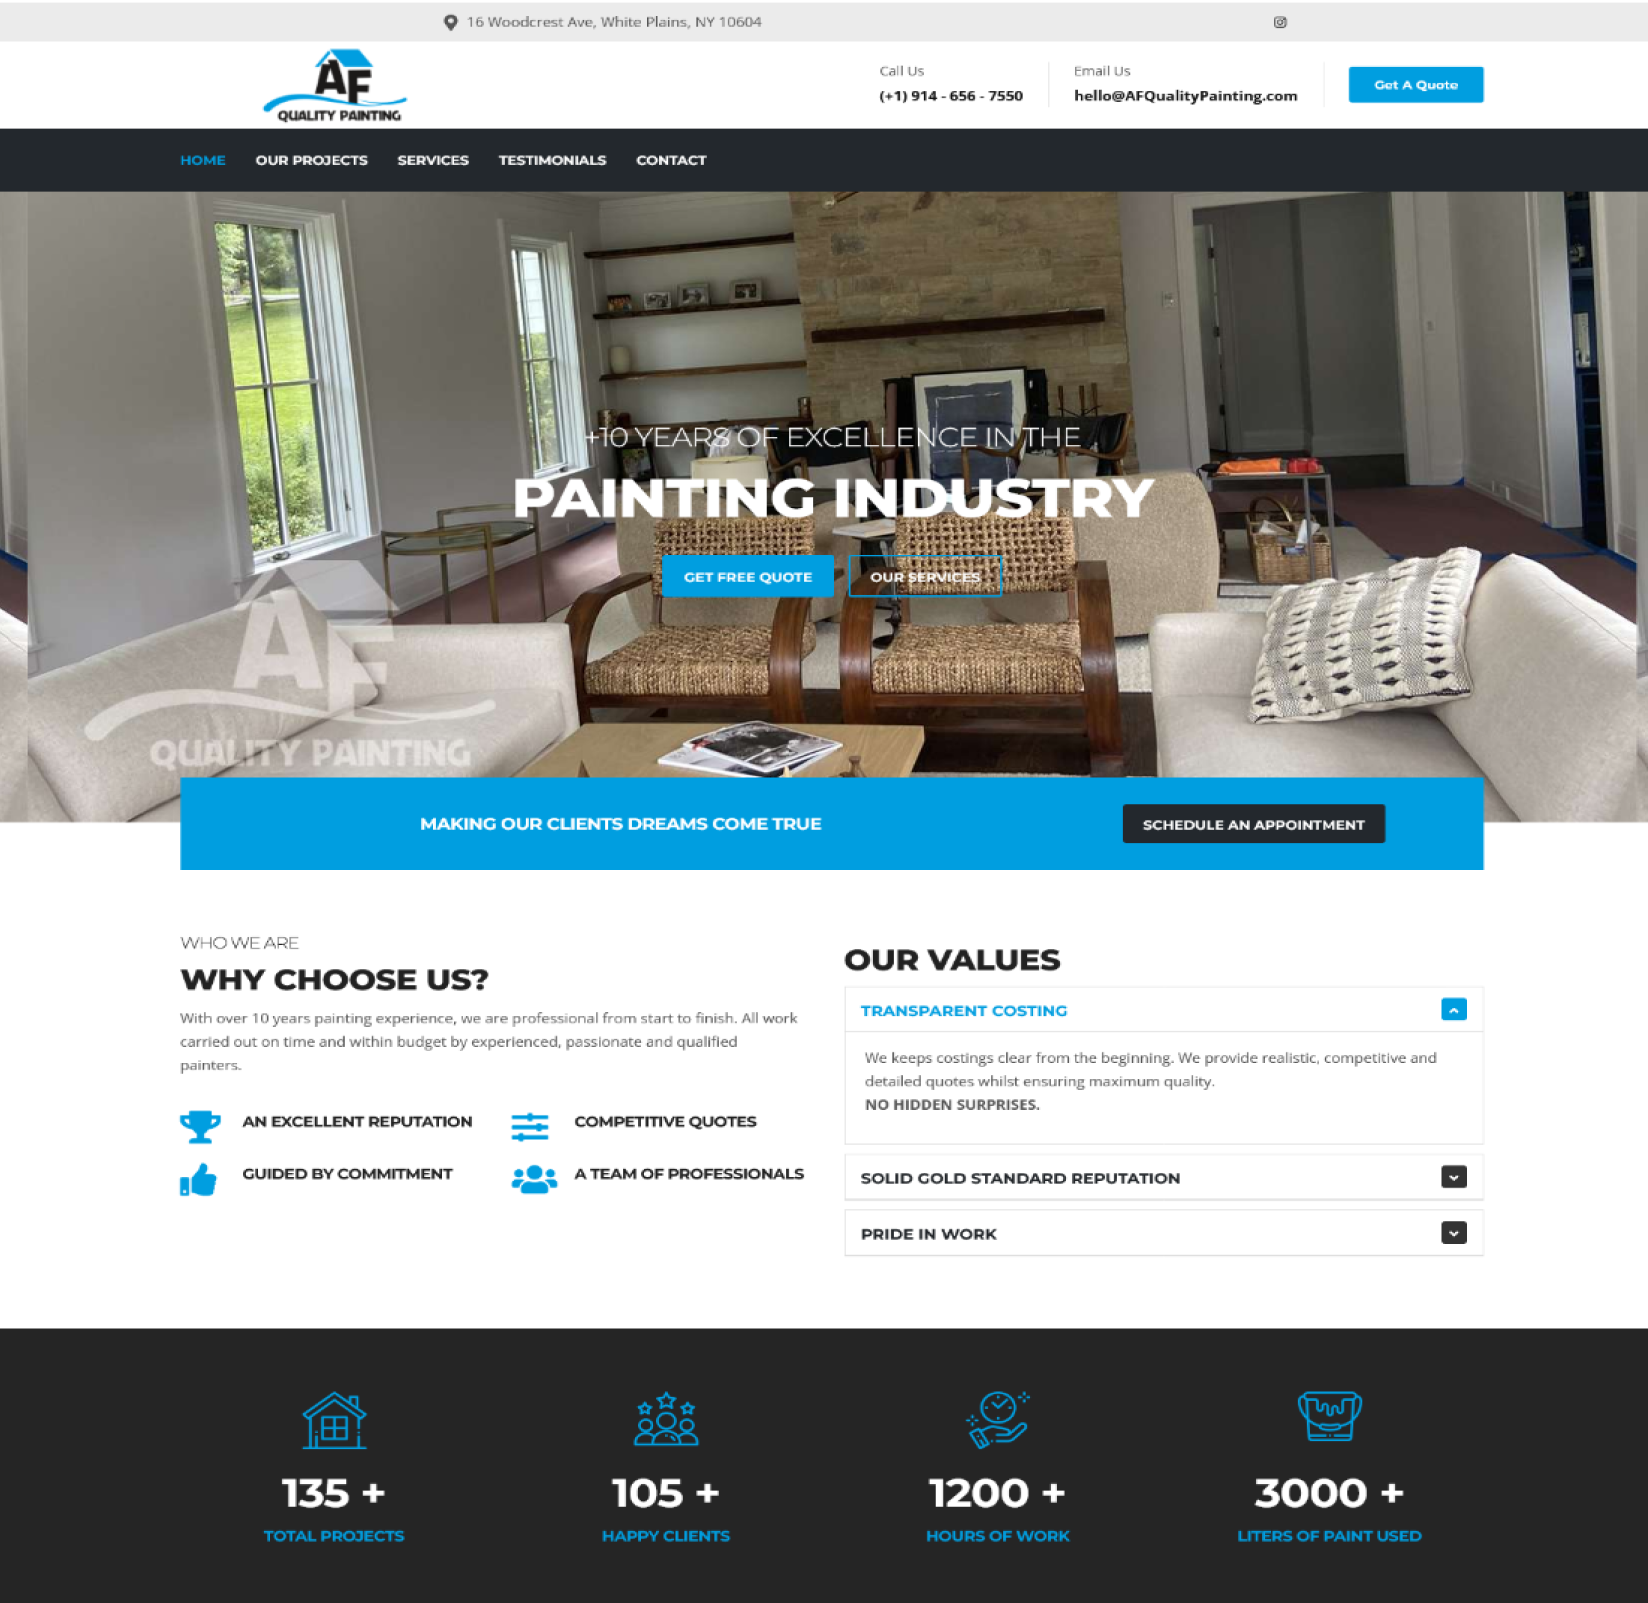 16 Woodcrest Ave, White Plains, NY 10604
AF
QUALITY PAINTING
Call Us
(+1) 914 - 656 - 7550
Email Us
hello@AFQualityPainting.com
Get A Quote
HOME OUR PROJECTS SERVICES TESTIMONIALS CONTACT
+10 YEARS OF EXCELLENCE IN THE
PAINTING INDUSTRY
GET FREE QUOTE OUR SERVICES
AF
QUALITY PAINTING
MAKING OUR CLIENTS DREAMS COME TRUE
SCHEDULE AN APPOINTMENT
WHO WE ARE
WHY CHOOSE US?
With over 10 years painting experience, we are professional from start to finish. All work
carried out on time and within budget by experienced, passionate and qualified
painters.
AN EXCELLENT REPUTATION
COMPETITIVE QUOTES
GUIDED BY COMMITMENT
A TEAM OF PROFESSIONALS
OUR VALUES
TRANSPARENT COSTING
We keeps costings clear from the beginning. We provide realistic, competitive and
detailed quotes whilst ensuring maximum quality.
NO HIDDEN SURPRISES.
SOLID GOLD STANDARD REPUTATION
PRIDE IN WORK
135 +
TOTAL PROJECTS
105 +
HAPPY CLIENTS
1200 +
HOURS OF WORK
3000 +
LITERS OF PAINT USED